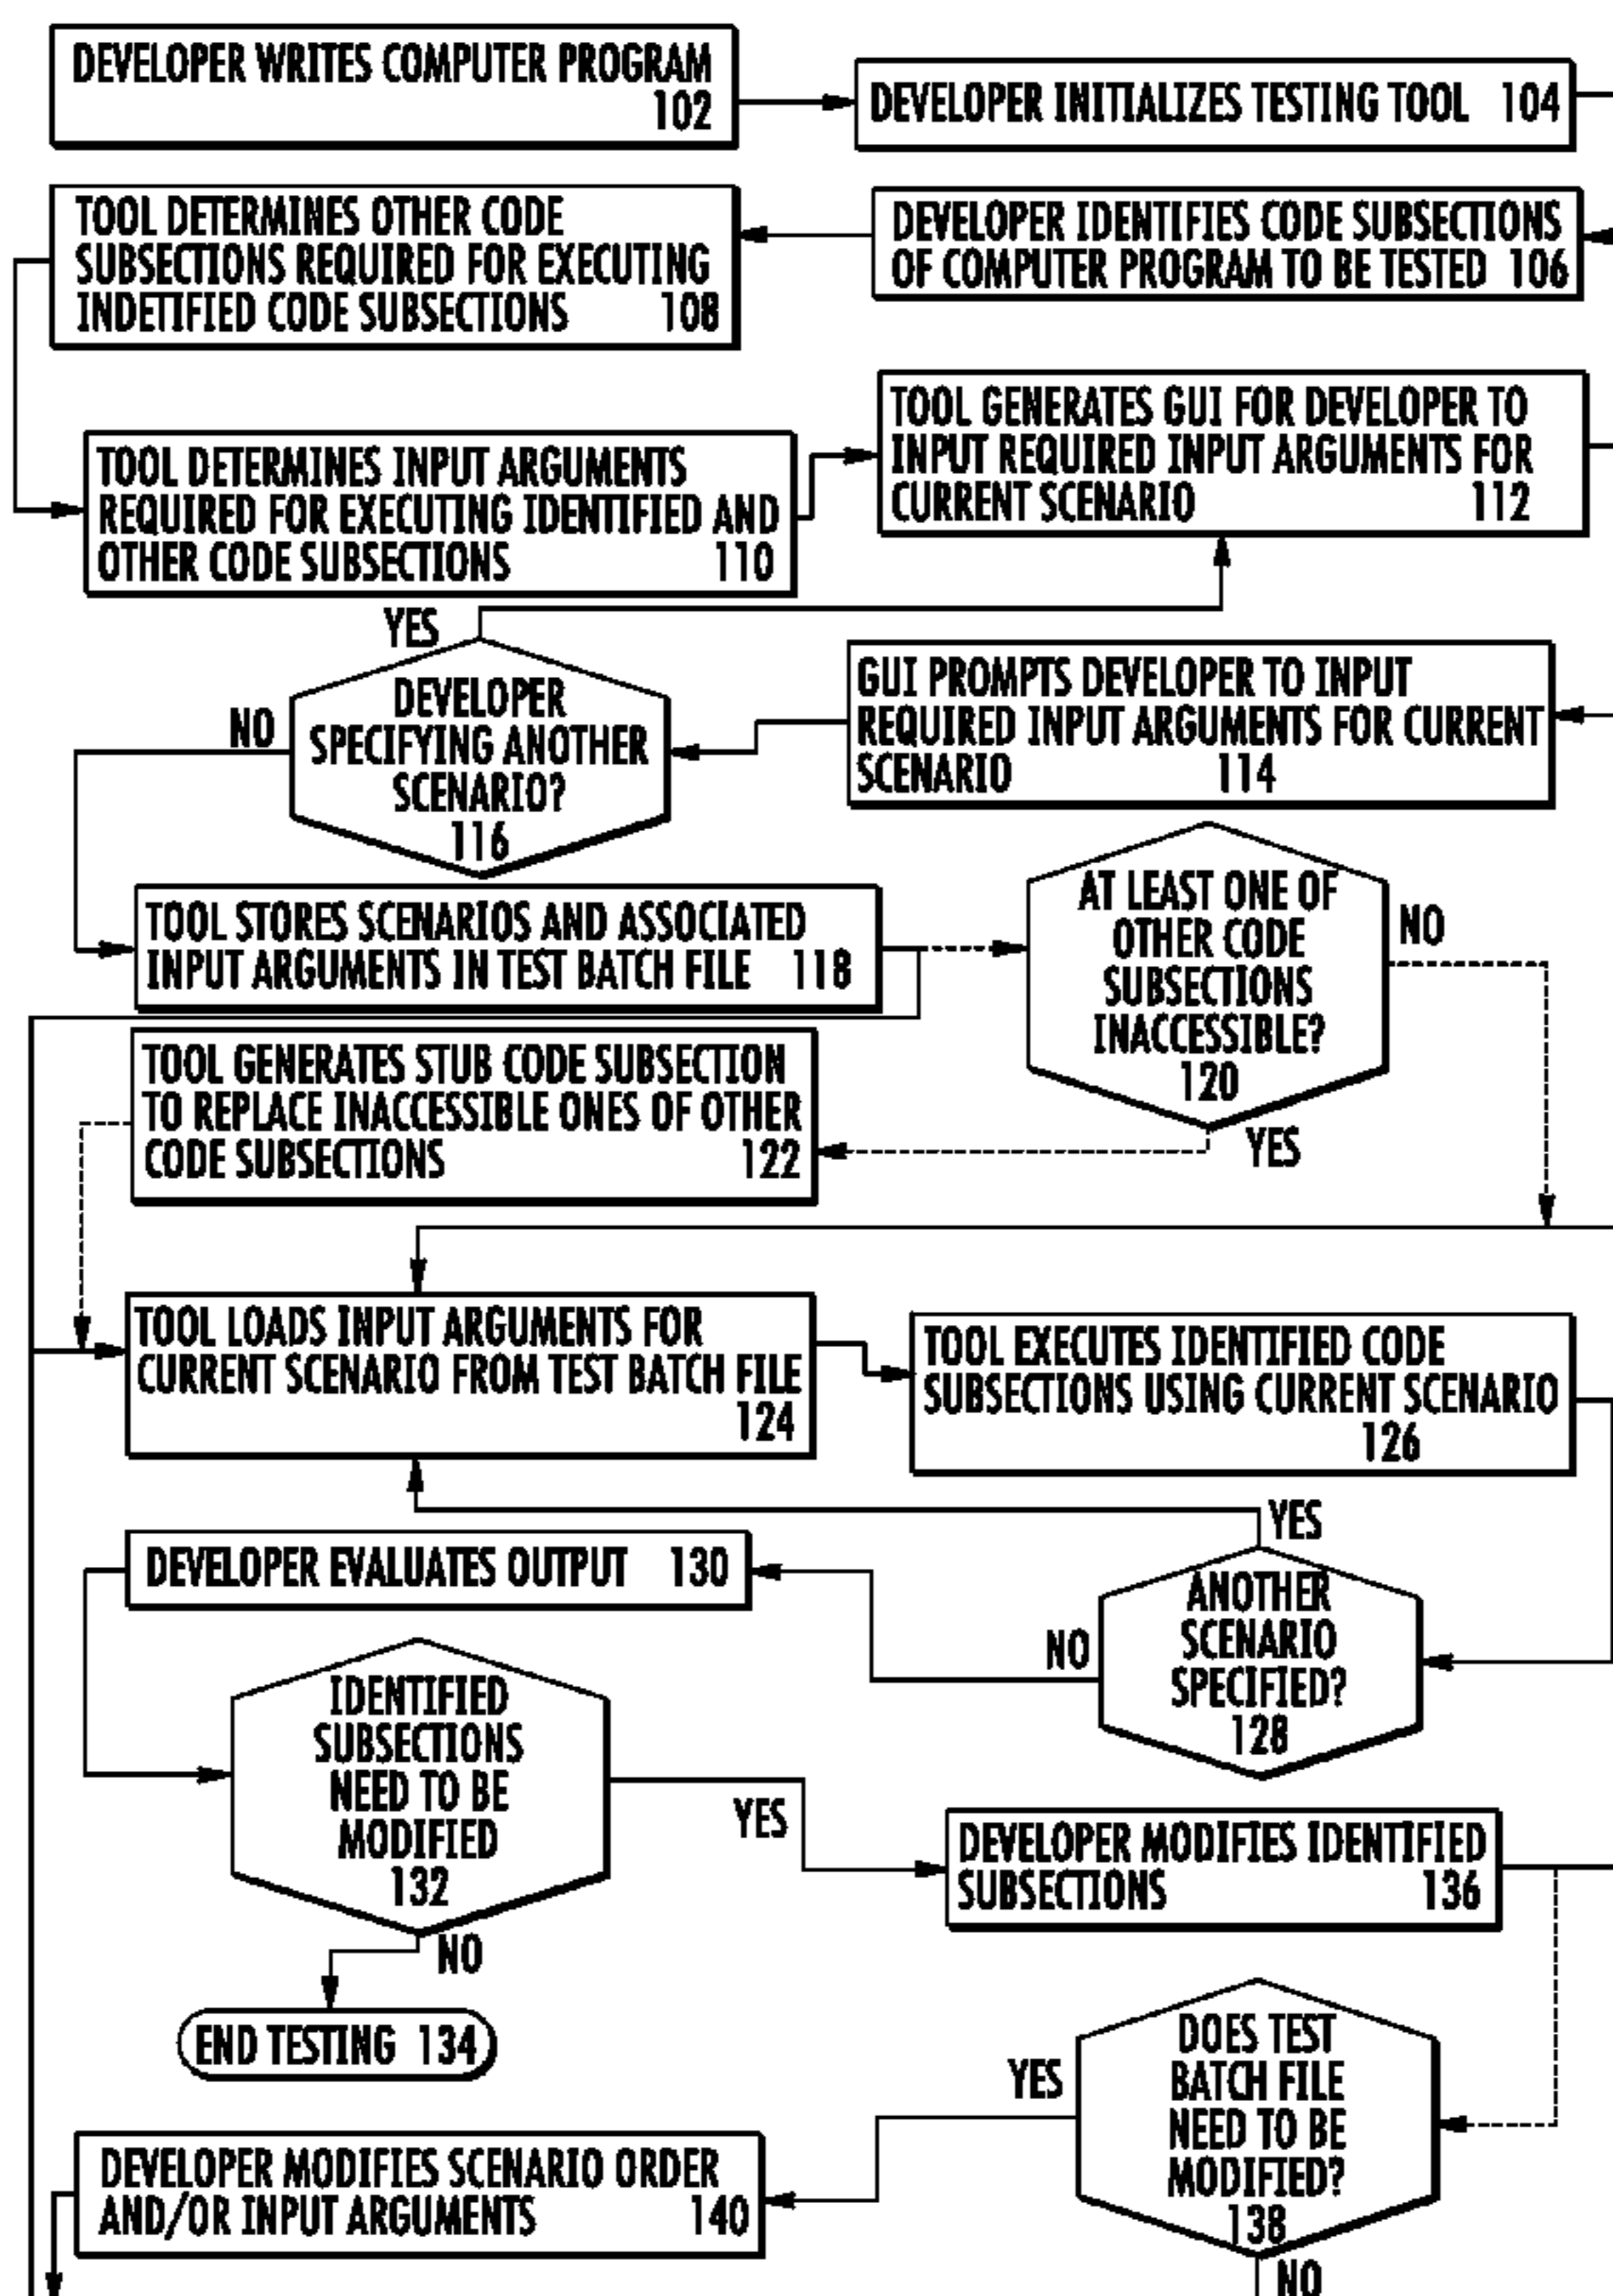 DEVELOPER WRITES COMPUTER PROGRAM
102
DEVELOPER INITIALIZES TESTING TOOL 104
TOOL DETERMINES OTHER CODE
SUBSECTIONS REQUIRED FOR EXECUTING
INDETIFIED CODE SUBSECTIONS 108
DEVELOPER IDENTIFIES CODE SUBSECTIONS
OF COMPUTER PROGRAM TO BE TESTED 106
TOOL DETERMINES INPUT ARGUMENTS
REQUIRED FOR EXECUTING IDENTIFIED AND
OTHER CODE SUBSECTIONS 110
TOOL GENERATES GUI FOR DEVELOPER TO
INPUT REQUIRED INPUT ARGUMENTS FOR
CURRENT SCENARIO 112
YES
NO
DEVELOPER
SPECIFYING ANOTHER
SCENARIO?
116
GUI PROMPTS DEVELOPER TO INPUT
REQUIRED INPUT ARGUMENTS FOR CURRENT
SCENARIO 114
TOOL STORES SCENARIOS AND ASSOCIATED
INPUT ARGUMENTS IN TEST BATCH FILE 118
AT LEAST ONE OF
OTHER CODE
SUBSECTIONS
INACCESSIBLE?
120
NO
YES
TOOL GENERATES STUB CODE SUBSECTION
TO REPLACE INACCESSIBLE ONES OF OTHER
CODE SUBSECTIONS 122
TOOL LOADS INPUT ARGUMENTS FOR
CURRENT SCENARIO FROM TEST BATCH FILE
124
TOOL EXECUTES IDENTIFIED CODE
SUBSECTIONS USING CURRENT SCENARIO
126
YES
DEVELOPER EVALUATES OUTPUT 130
NO
ANOTHER
SCENARIO
SPECIFIED?
128
IDENTIFIED
SUBSECTIONS
NEED TO BE
MODIFIED
132
YES
NO
DEVELOPER MODIFIES IDENTIFIED
SUBSECTIONS 136
END TESTING 134
YES
DOES TEST
BATCH FILE
NEED TO BE
MODIFIED?
138
DEVELOPER MODIFIES SCENARIO ORDER
AND/OR INPUT ARGUMENTS 140
NO